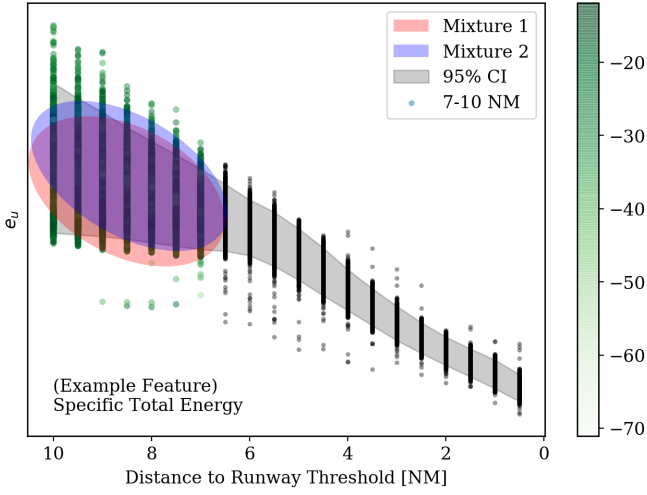 Mixture 1
Mixture 2
95% CI
7-10 NM
e_u
(Example Feature)
Specific Total Energy
10 8 6 4 2 0
Distance to Runway Threshold [NM]
−20
−30
−40
−50
−60
−70